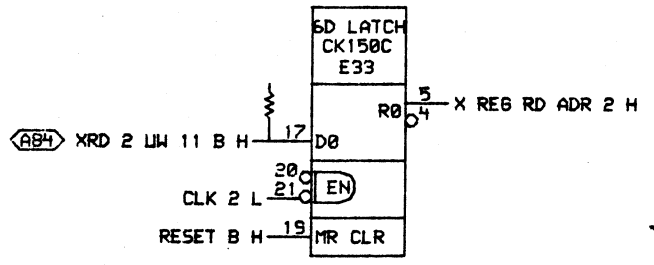 6D LATCH
CK150C
E33
5
R0 X REG RD ADR 2 H
4
A84 XRD 2 UW 11 B H 17 D0
20
21 EN
CLK 2 L
RESET B H 19 MR CLR